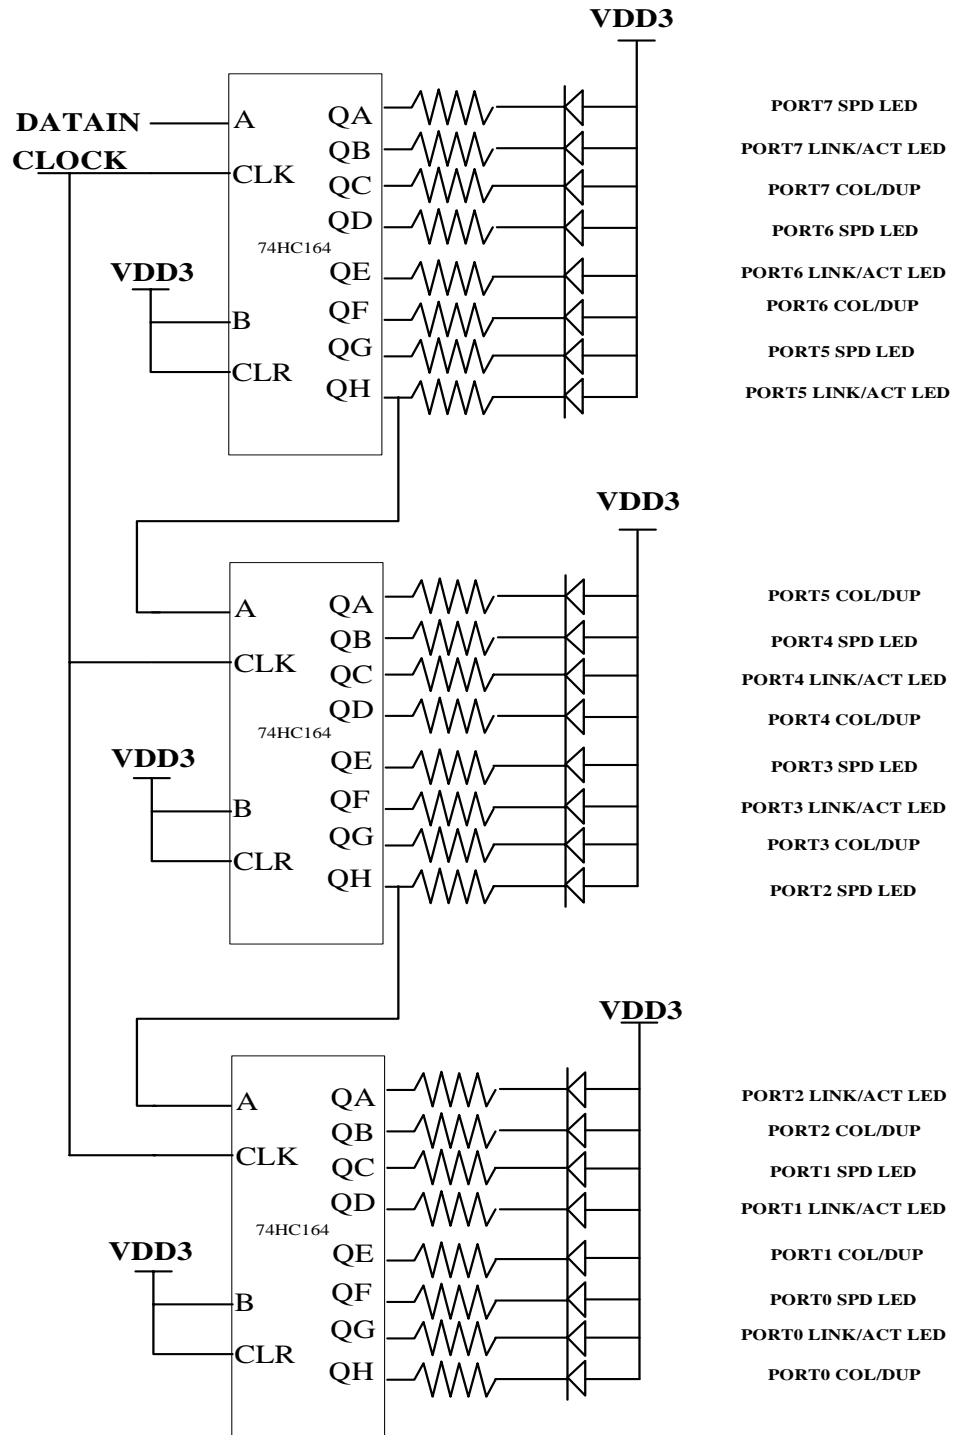 VDD3
DATAIN
CLOCK
VDD3
A
CLK
B
CLR
74HC164
QA
QB
QC
QD
QE
QF
QG
QH
PORT7 SPD LED
PORT7 LINK/ACT LED
PORT7 COL/DUP
PORT6 SPD LED
PORT6 LINK/ACT LED
PORT6 COL/DUP
PORT5 SPD LED
PORT5 LINK/ACT LED
VDD3
VDD3
A
CLK
B
CLR
74HC164
QA
QB
QC
QD
QE
QF
QG
QH
PORT5 COL/DUP
PORT4 SPD LED
PORT4 LINK/ACT LED
PORT4 COL/DUP
PORT3 SPD LED
PORT3 LINK/ACT LED
PORT3 COL/DUP
PORT2 SPD LED
VDD3
VDD3
A
CLK
B
CLR
74HC164
QA
QB
QC
QD
QE
QF
QG
QH
PORT2 LINK/ACT LED
PORT2 COL/DUP
PORT1 SPD LED
PORT1 LINK/ACT LED
PORT1 COL/DUP
PORT0 SPD LED
PORT0 LINK/ACT LED
PORT0 COL/DUP